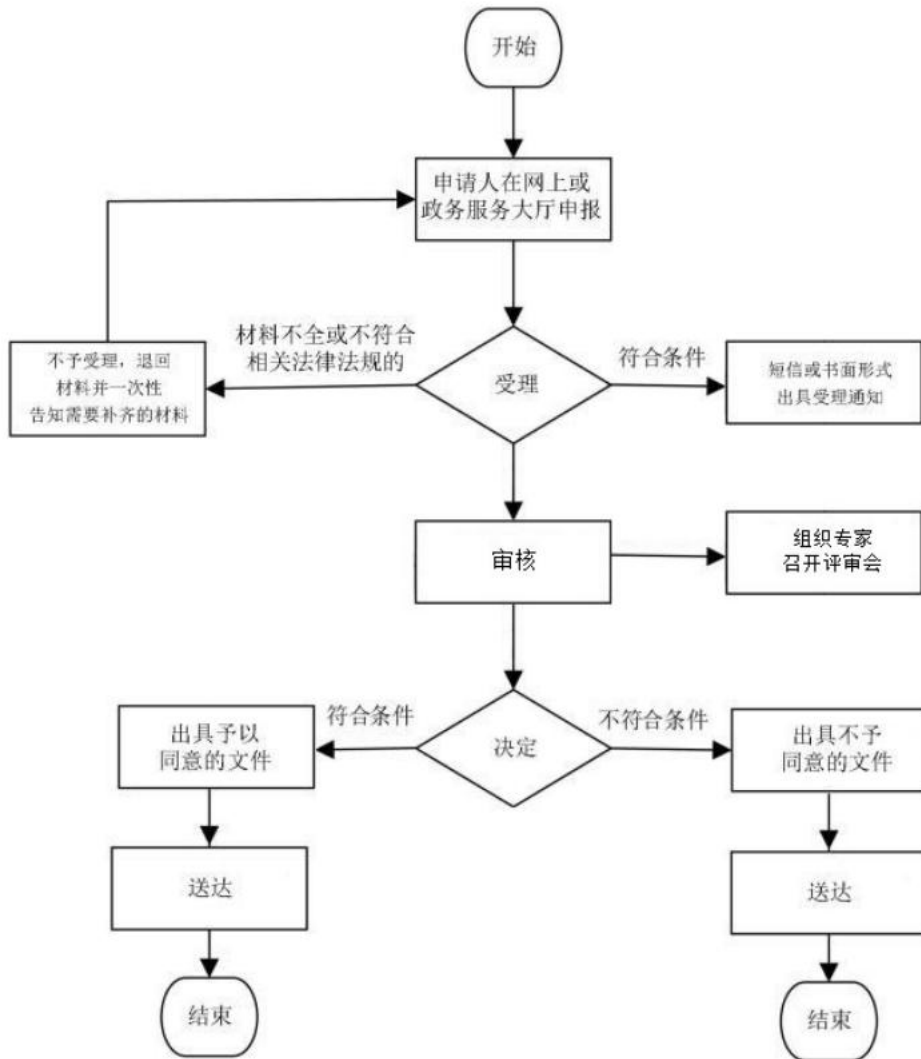 开始
申请人在网上或
政务服务大厅申报
材料不全或不符合
相关法律法规的
符合条件
不予受理，退回
材料并一次性
告知需要补齐的材料
受理
短信或书面形式
出具受理通知
审核
组织专家
召开评审会
符合条件
不符合条件
出具予以
同意的文件
决定
出具不予
同意的文件
送达
送达
结束
结束